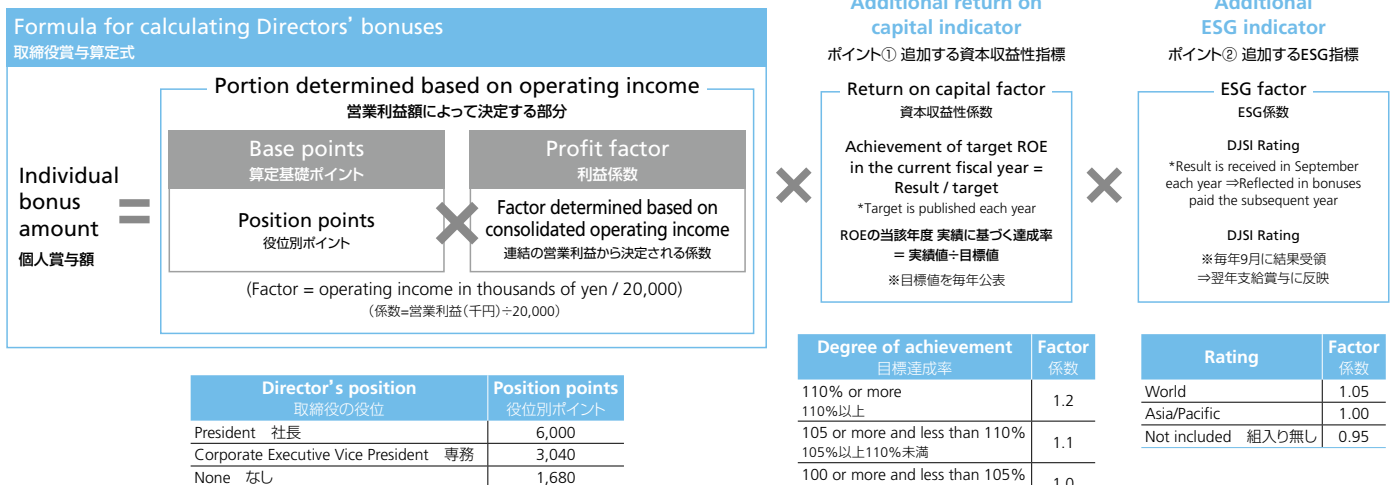 Formula for calculating Directors' bonuses
取締役賞与算定式
Individual
bonus
amount
個人賞与額
=
Portion determined based on operating income
営業利益額によって決定する部分
Base points
算定基礎ポイント
Position points
役位別ポイント
×
Profit factor
利益係数
Factor determined based on
consolidated operating income
連結の営業利益から決定される係数
(Factor = operating income in thousands of yen / 20,000)
(係数=営業利益(千円)÷20,000)
×
Additional return on
capital indicator
ポイント① 追加する資本収益性指標
Return on capital factor
資本収益性係数
Achievement of target ROE
in the current fiscal year =
Result / target
*Target is published each year
ROEの当該年度 実績に基づく達成率
= 実績値÷目標値
※目標値を毎年公表
×
Additional
ESG indicator
ポイント② 追加するESG指標
ESG factor
ESG係数
DJSI Rating
*Result is received in September
each year ⇒Reflected in bonuses
paid the subsequent year
DJSI Rating
※毎年9月に結果受領
⇒翌年支給賞与に反映
Director's position Position points
取締役の役位 役位別ポイント
President 社長 6,000
Corporate Executive Vice President 専務 3,040
None なし 1,680
Degree of achievement Factor
目標達成率 係数
110% or more 1.2
110%以上
105 or more and less than 110% 1.1
105%以上110%未満
100 or more and less than 105% 1.0
Rating Factor
係数
World 1.05
Asia/Pacific 1.00
Not included 組入り無し 0.95